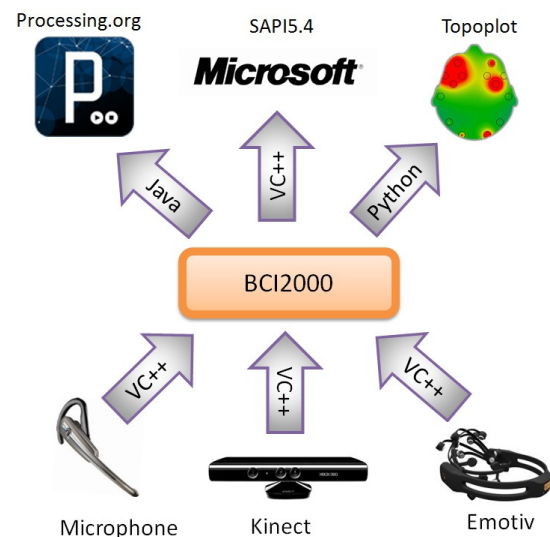 Processing.org
SAPI5.4
Topoplot
P
Microsoft
Java
VC++
Python
BCI2000
VC++
VC++
VC++
Microphone
Kinect
Emotiv